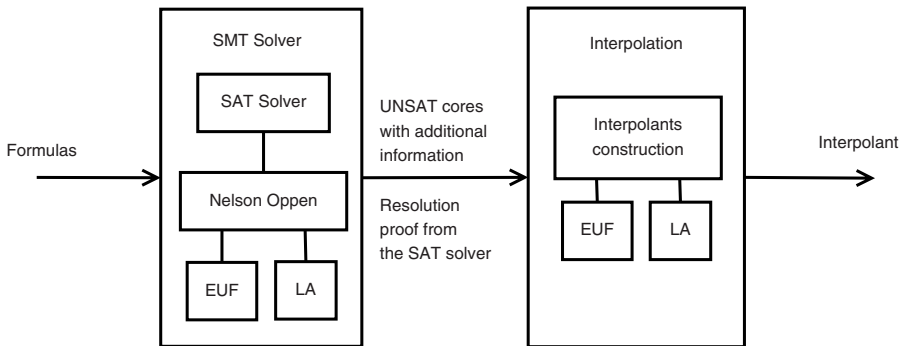 Formulas
SMT Solver
SAT Solver
Nelson Oppen
EUF
LA
UNSAT cores
with additional
information
Resolution
proof from
the SAT solver
Interpolation
Interpolants
construction
EUF
LA
Interpolant